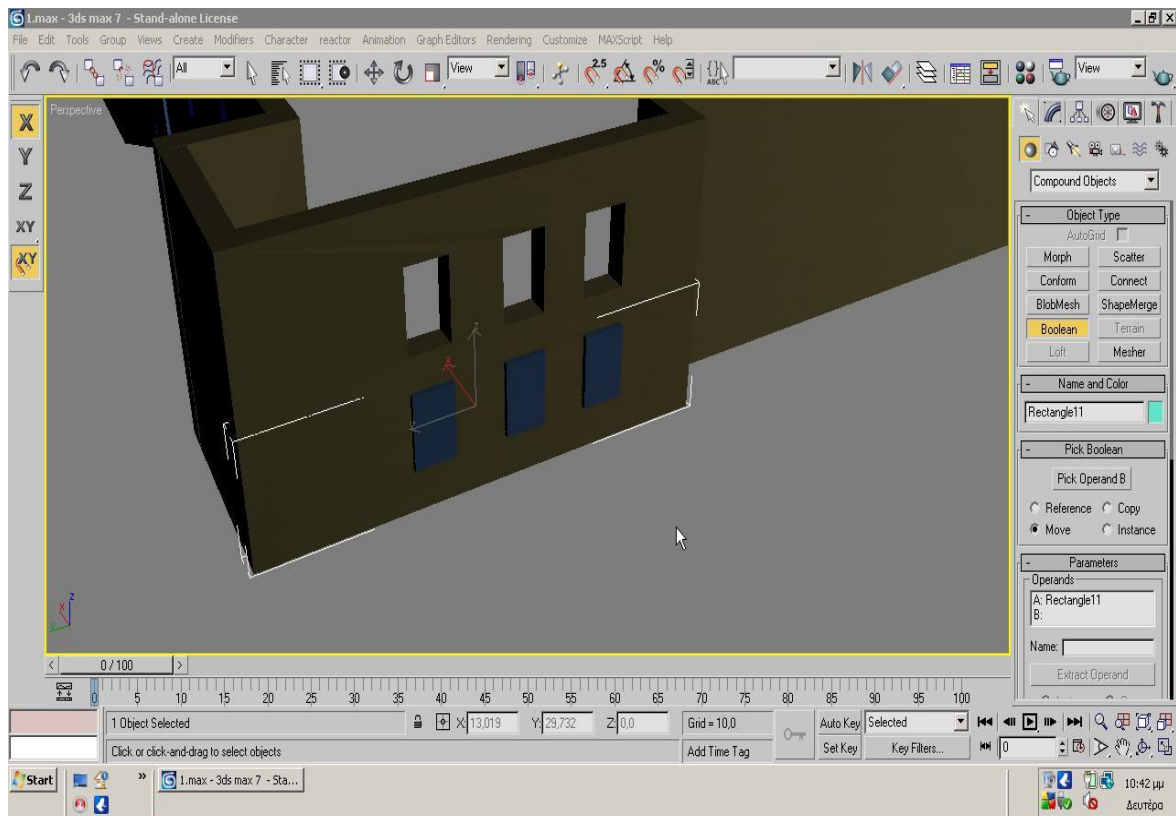 1.max - 3ds max 7 - Stand-alone License
File Edit Tools Group Views Create Modifiers Character reactor Animation Graph Editors Rendering Customize MAXScript Help
All View 2.5 % ABC View
X
Y
Z
XY
XY
Perspective
z
x
z
x
y
Compound Objects
- Object Type
AutoGrid
Morph Scatter
Conform Connect
BlobMesh ShapeMerge
Boolean Terrain
Loft Mesher
- Name and Color
Rectangle11
- Pick Boolean
Pick Operand B
Reference Copy
Move Instance
- Parameters
Operands
A: Rectangle11
B:
Name:
Extract Operand
< 0 / 100 >
0 5 10 15 20 25 30 35 40 45 50 55 60 65 70 75 80 85 90 95 100
1 Object Selected X: 13,019 Y: 29,732 Z: 0,0 Grid = 10,0 Auto Key Selected
Click or click-and-drag to select objects Add Time Tag Set Key Key Filters... 0
Start » 1.max - 3ds max 7 - Sta... 10:42 μμ
Δευτέρα